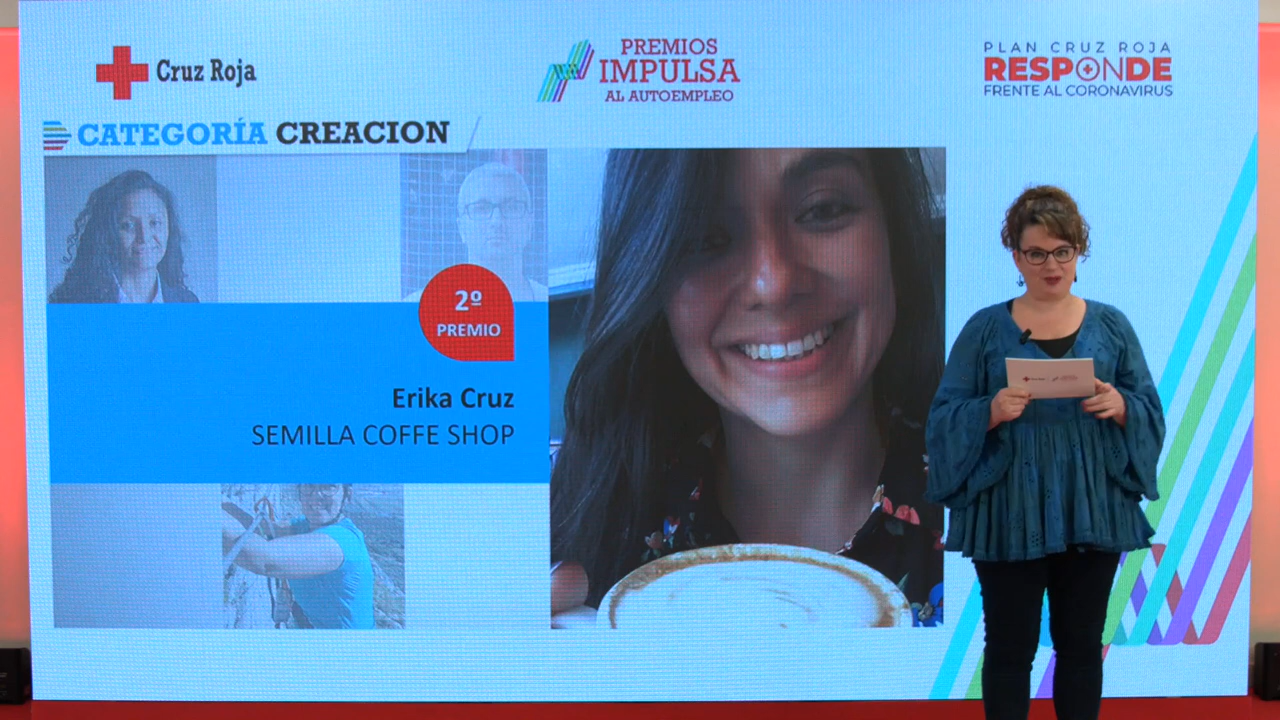 Cruz Roja
PREMIOS
IMPULSA
AL AUTOEMPLEO
PLAN CRUZ ROJA
RESPONDE
FRENTE AL CORONAVIRUS
CATEGORÍA CREACION
2º
PREMIO
Erika Cruz
SEMILLA COFFE SHOP